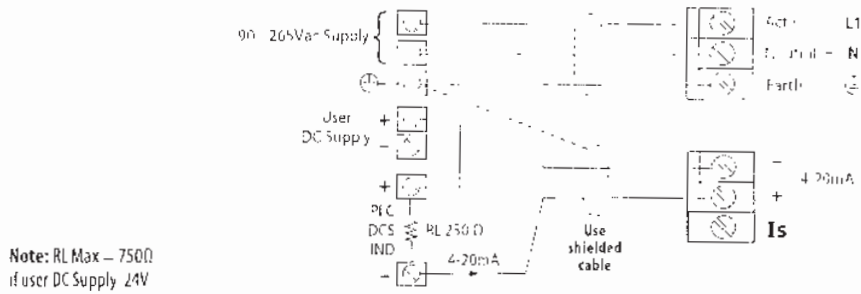 90 - 265Vac Supply
L1
N
Earth
User
DC Supply
+
-
+
PLC
DCS
IND
RL 250 Ω
-
4-20mA
Use
shielded
cable
-
4-20mA
+
Is
Note: RL Max – 750Ω
if user DC Supply 24V